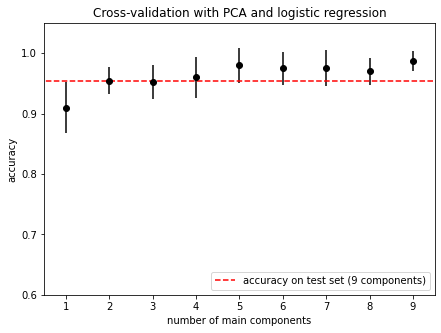 Cross-validation with PCA and logistic regression
1.0
0.9
0.8
0.7
0.6
accuracy
accuracy on test set (9 components)
1 2 3 4 5 6 7 8 9
number of main components